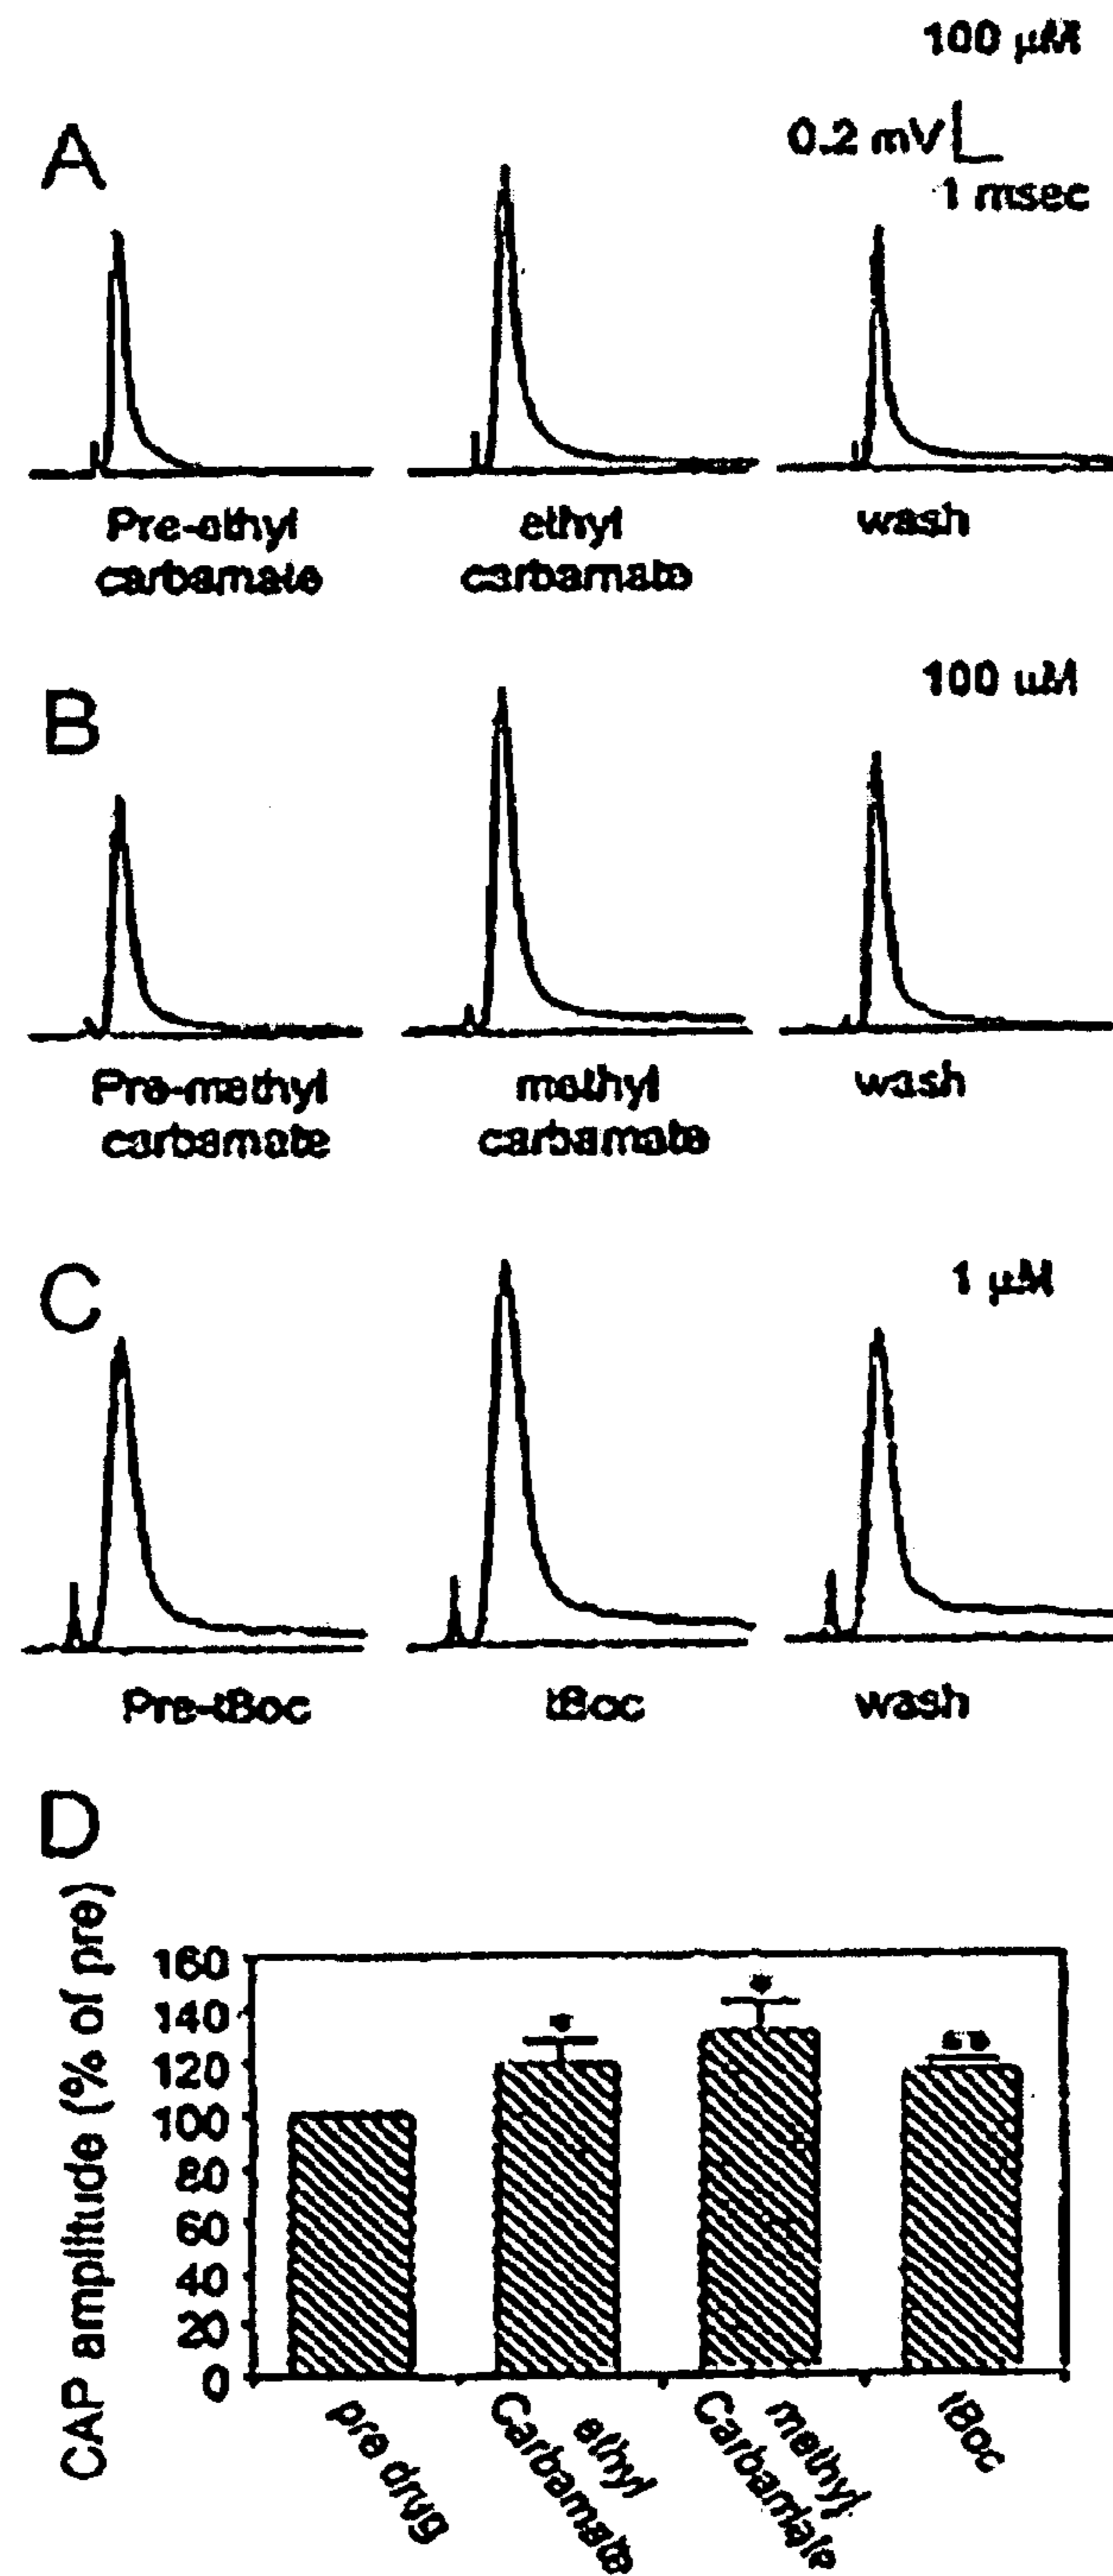 100 μM
A
0.2 mV
1 msec
Pre-ethyl
carbamate
ethyl
carbamate
wash
B
100 uM
Pre-methyl
carbamate
methyl
carbamate
wash
C
1 μM
Pre-tBoc
tBoc
wash
D
CAP amplitude (% of pre)
160
140
120
100
80
60
40
20
0
*
*
**
pre drug
ethyl
Carbamate
methyl
Carbamate
tBoc